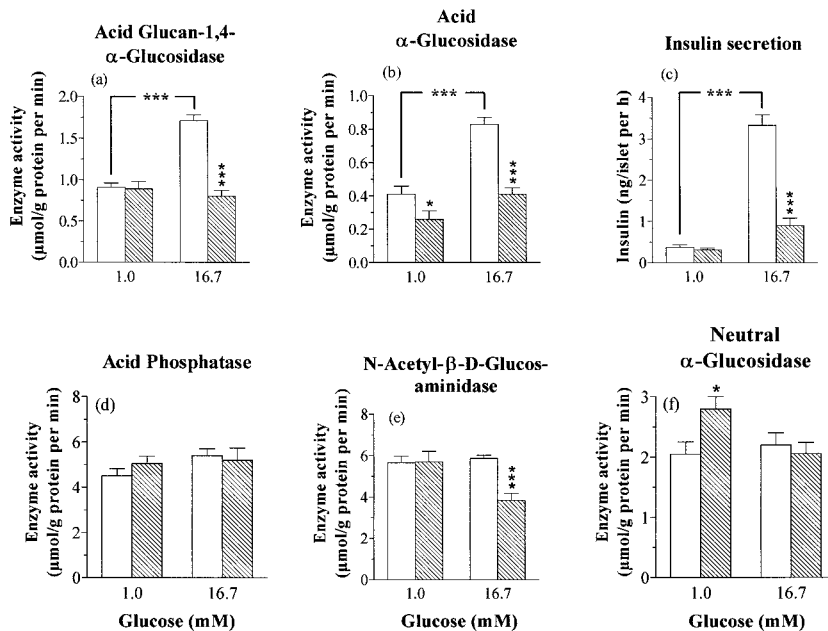 Acid Glucan-1,4-
α-Glucosidase
(a)
Enzyme activity
(μmol/g protein per min)
2.0
1.5
1.0
0.5
0.0
***
***
1.0
16.7
Acid
α-Glucosidase
(b)
Enzyme activity
(μmol/g protein per min)
1.0
0.8
0.6
0.4
0.2
0.0
***
*
***
1.0
16.7
Insulin secretion
(c)
Insulin (ng/islet per h)
4
3
2
1
0
***
***
1.0
16.7
Acid Phosphatase
(d)
Enzyme activity
(μmol/g protein per min)
8
6
4
2
0
1.0
16.7
Glucose (mM)
N-Acetyl-β-D-Glucos-
aminidase
(e)
Enzyme activity
(μmol/g protein per min)
8
6
4
2
0
***
1.0
16.7
Neutral
α-Glucosidase
(f)
Enzyme activity
(μmol/g protein per min)
3
2
1
0
*
1.0
16.7
Glucose (mM)